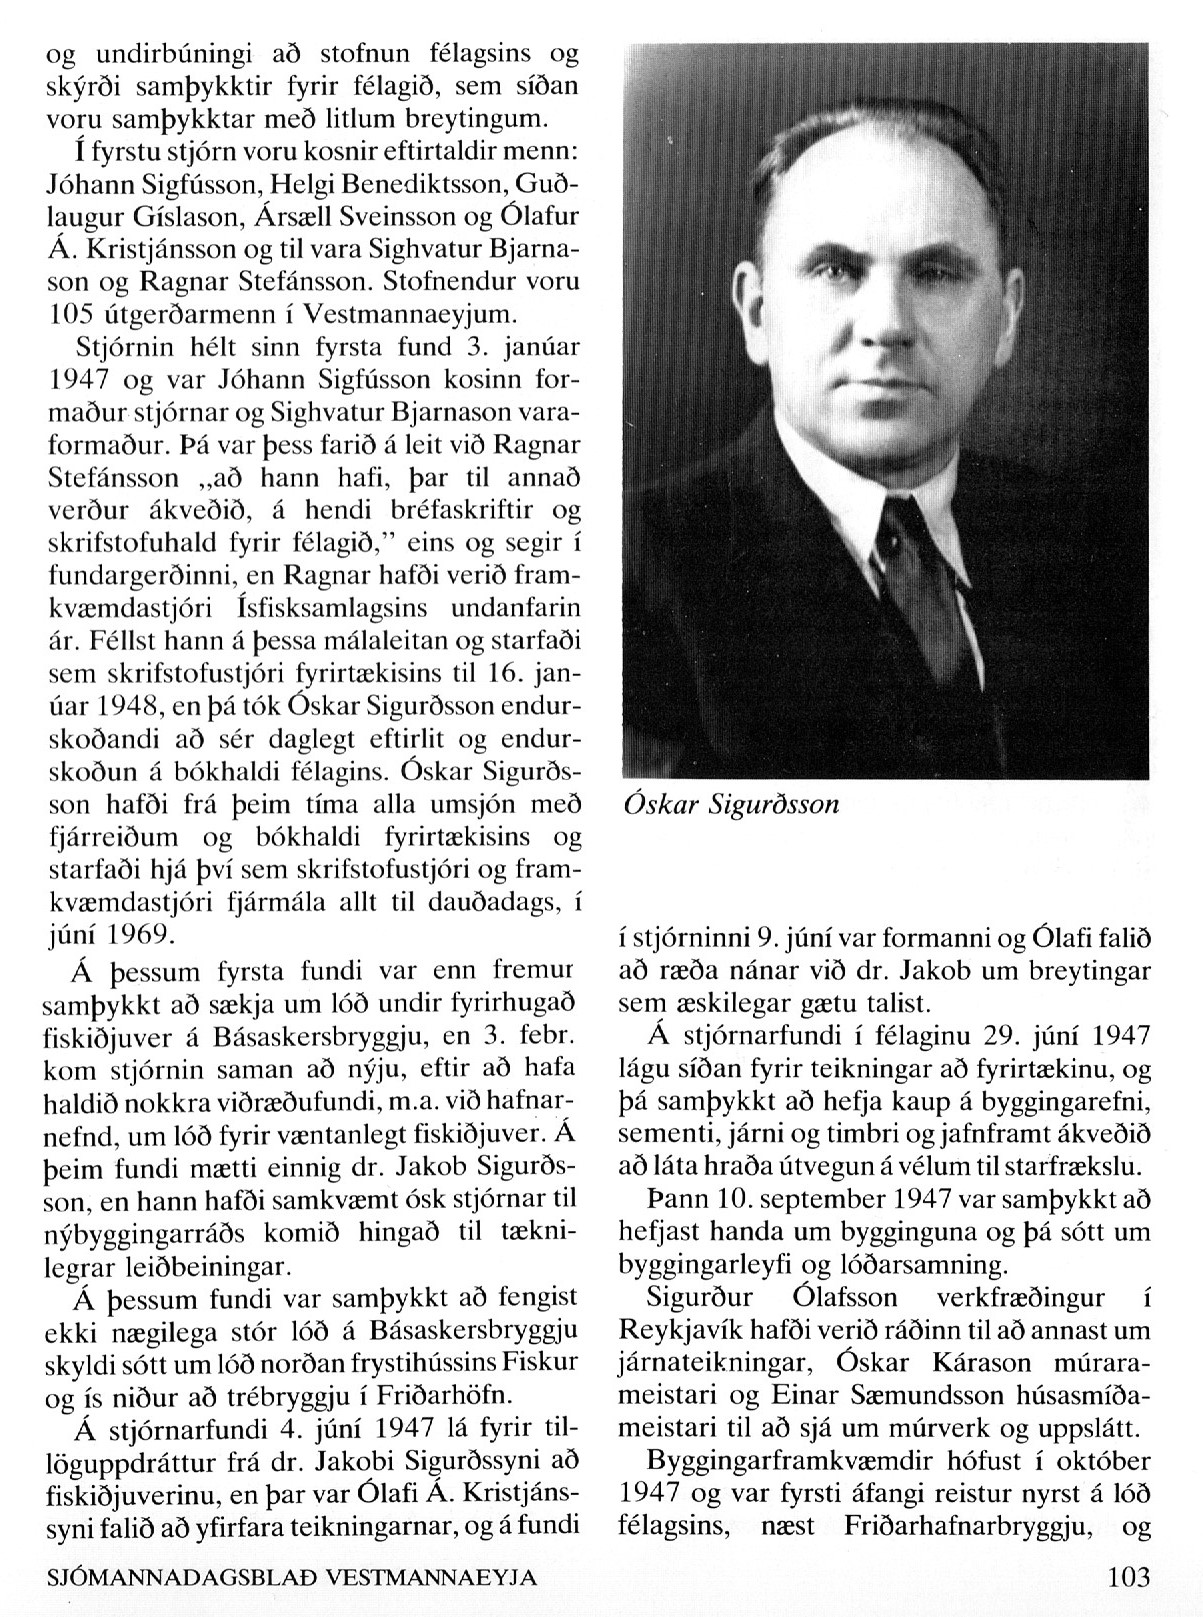 og undirbúningi að stofnun félagsins og
skýrði samþykktir fyrir félagið, sem síðan
voru samþykktar með litlum breytingum.
Í fyrstu stjórn voru kosnir eftirtaldir menn:
Jóhann Sigfússon, Helgi Benediktsson, Guð-
laugur Gíslason, Ársæll Sveinsson og Ólafur
Á. Kristjánsson og til vara Sighvatur Bjarna-
son og Ragnar Stefánsson. Stofnendur voru
105 útgerðarmenn í Vestmannaeyjum.
Stjórnin hélt sinn fyrsta fund 3. janúar
1947 og var Jóhann Sigfússon kosinn for-
maður stjórnar og Sighvatur Bjarnason vara-
formaður. Þá var þess farið á leit við Ragnar
Stefánsson „að hann hafi, þar til annað
verður ákveðið, á hendi bréfaskriftir og
skrifstofuhald fyrir félagið,” eins og segir í
fundargerðinni, en Ragnar hafði verið fram-
kvæmdastjóri Ísfisksamlagsins undanfarin
ár. Féllst hann á þessa málaleitan og starfaði
sem skrifstofustjóri fyrirtækisins til 16. jan-
úar 1948, en þá tók Óskar Sigurðsson endur-
skoðandi að sér daglegt eftirlit og endur-
skoðun á bókhaldi félagins. Óskar Sigurðs-
son hafði frá þeim tíma alla umsjón með
fjárreiðum og bókhaldi fyrirtækisins og
starfaði hjá því sem skrifstofustjóri og fram-
kvæmdastjóri fjármála allt til dauðadags, í
júní 1969.
Á þessum fyrsta fundi var enn fremur
samþykkt að sækja um lóð undir fyrirhugað
fiskiðjuver á Básaskersbryggju, en 3. febr.
kom stjórnin saman að nýju, eftir að hafa
haldið nokkra viðræðufundi, m.a. við hafnar-
nefnd, um lóð fyrir væntanlegt fiskiðjuver. Á
þeim fundi mætti einnig dr. Jakob Sigurðs-
son, en hann hafði samkvæmt ósk stjórnar til
nýbyggingarráðs komið hingað til tækni-
legrar leiðbeiningar.
Á þessum fundi var samþykkt að fengist
ekki nægilega stór lóð á Básaskersbryggju
skyldi sótt um lóð norðan frystihússins Fiskur
og ís niður að trébryggju í Friðarhöfn.
Á stjórnarfundi 4. júní 1947 lá fyrir til-
löguuppdráttur frá dr. Jakobi Sigurðssyni að
fiskiðjuverinu, en þar var Ólafi Á. Kristjáns-
syni falið að yfirfara teikningarnar, og á fundi
Óskar Sigurðsson
í stjórninni 9. júní var formanni og Ólafi falið
að ræða nánar við dr. Jakob um breytingar
sem æskilegar gætu talist.
Á stjórnarfundi í félaginu 29. júní 1947
lágu síðan fyrir teikningar að fyrirtækinu, og
þá samþykkt að hefja kaup á byggingarefni,
sementi, járni og timbri og jafnframt ákveðið
að láta hraða útvegun á vélum til starfrækslu.
Þann 10. september 1947 var samþykkt að
hefjast handa um bygginguna og þá sótt um
byggingarleyfi og lóðarsamning.
Sigurður Ólafsson verkfræðingur í
Reykjavík hafði verið ráðinn til að annast um
járnateikningar, Óskar Kárason múrara-
meistari og Einar Sæmundsson húsasmíða-
meistari til að sjá um múrverk og uppslátt.
Byggingarframkvæmdir hófust í október
1947 og var fyrsti áfangi reistur nyrst á lóð
félagsins, næst Friðarhafnarbryggju, og
SJÓMANNADAGSBLAÐ VESTMANNAEYJA
103